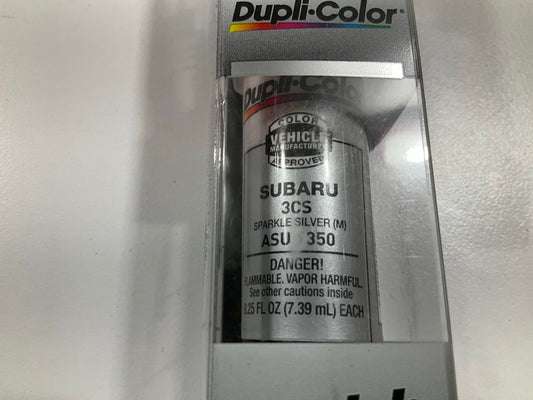 Dupli-Color
Dupli-Color
COLOR
VEHICLE
MANUFACTURER
APPROVED
SUBARU
3CS
SPARKLE SILVER (M)
ASU 350
DANGER!
FLAMMABLE. VAPOR HARMFUL.
See other cautions inside
0.25 FL OZ (7.39 mL) EACH